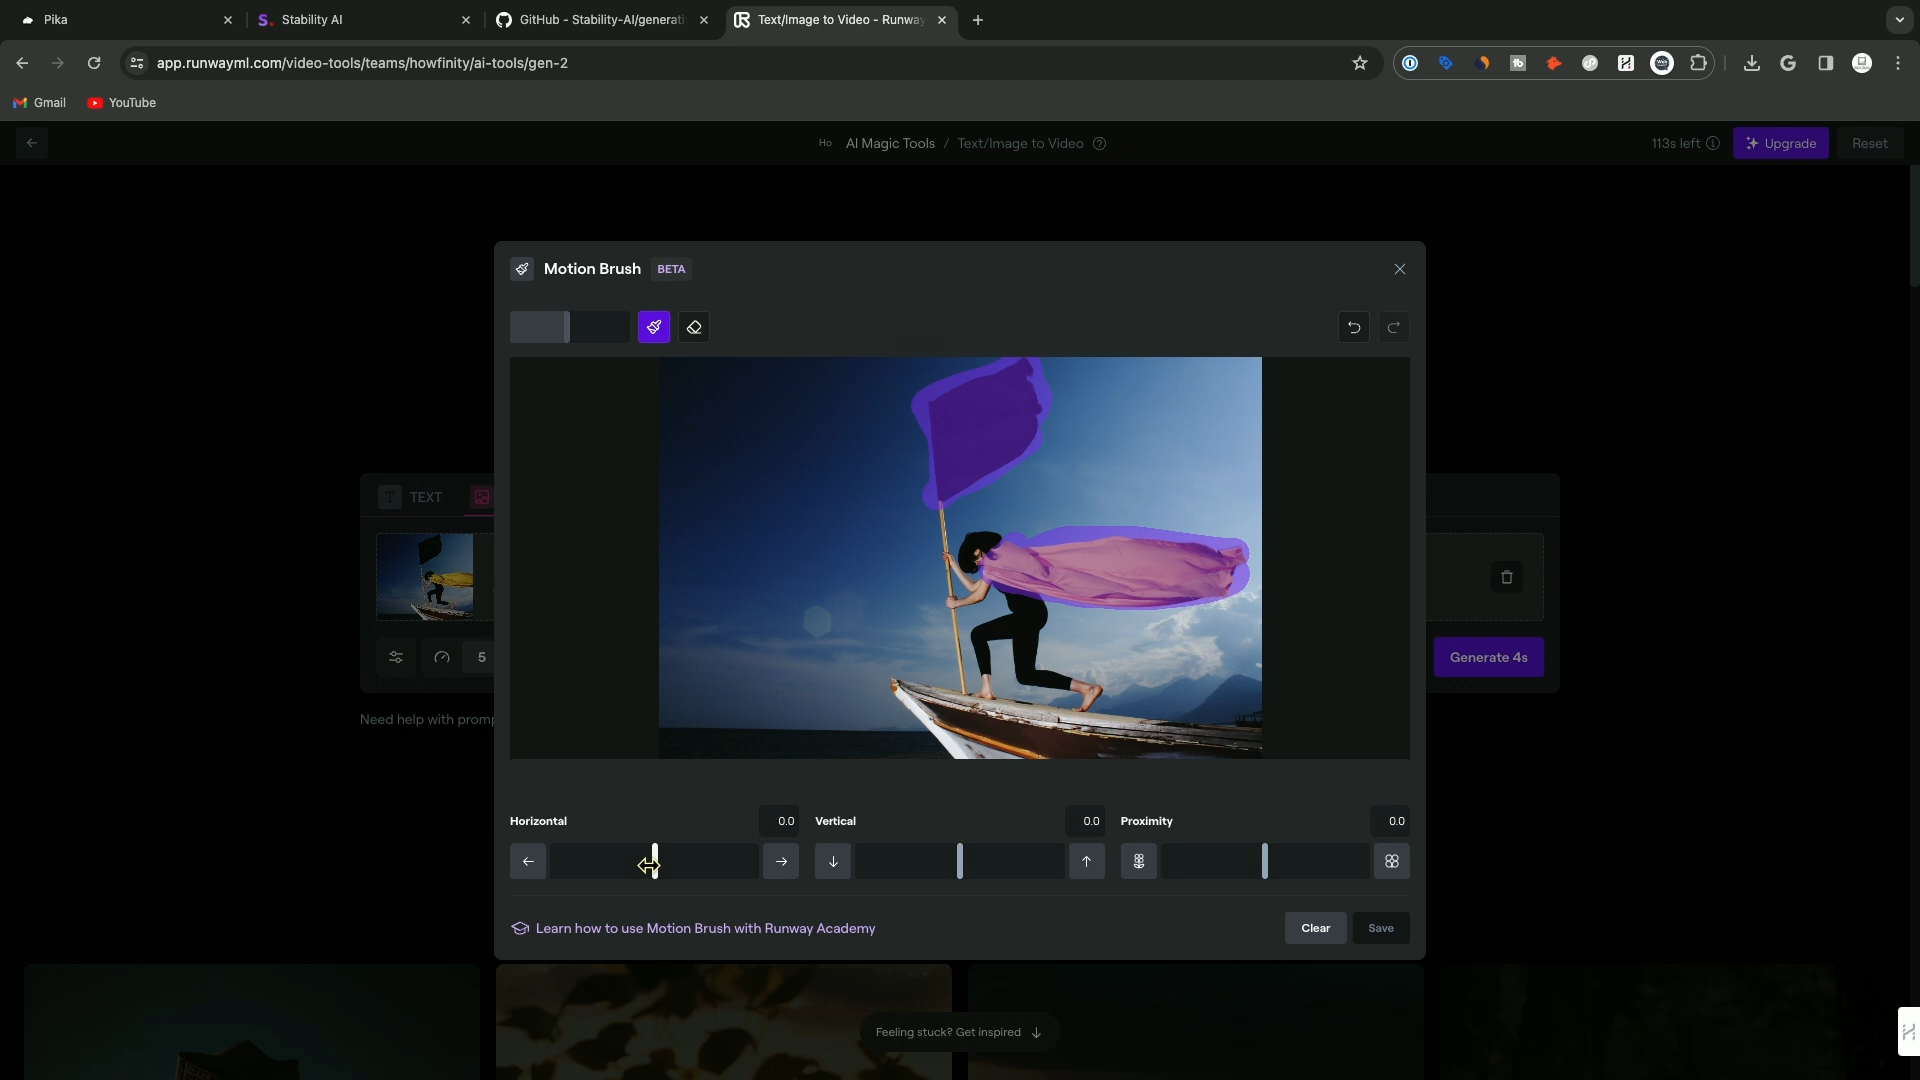 Pika
S. Stability AI
GitHub - Stability-AI/generati
Text/Image to Video - Runway
app.runwayml.com/video-tools/teams/howfinity/ai-tools/gen-2
Gmail
YouTube
Ho AI Magic Tools / Text/Image to Video
113s left
Upgrade
Reset
Motion Brush BETA
T TEXT
5
Generate 4s
Need help with promp
Horizontal 0.0
Vertical 0.0
Proximity 0.0
Learn how to use Motion Brush with Runway Academy
Clear
Save
Feeling stuck? Get inspired